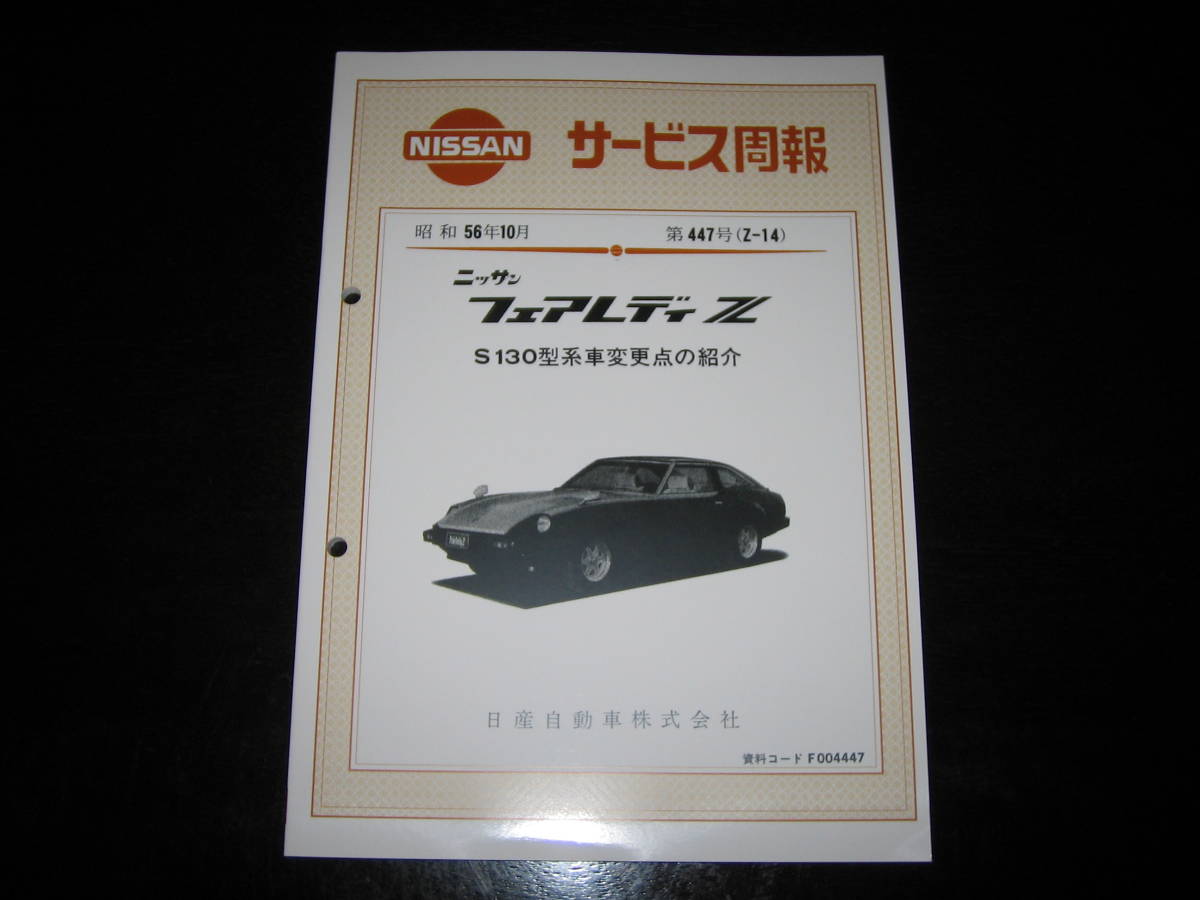 NISSAN サービス周報
昭和 56年10月 第447号(Z-14)
ニッサン
フェアレディ Z
S130型系車変更点の紹介
日産自動車株式会社
資料コード F004447